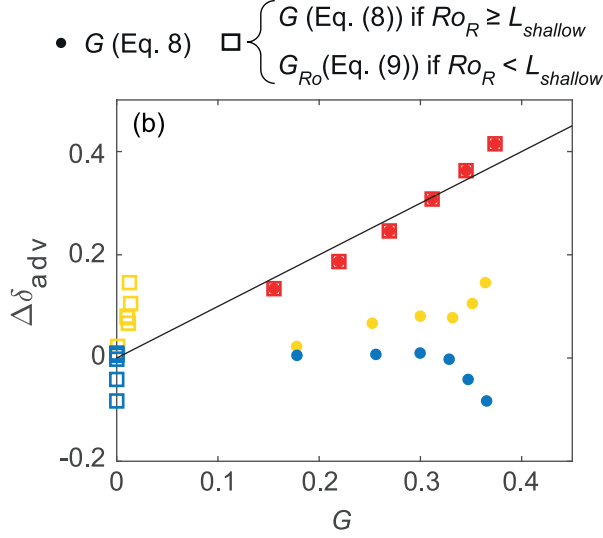 G (Eq. (8)) if Ro_R ≥ L_shallow
• G (Eq. 8) □ {
G_Ro(Eq. (9)) if Ro_R < L_shallow
(b)
0.4
0.2
0
-0.2
Δδ_adv
0 0.1 0.2 0.3 0.4
G